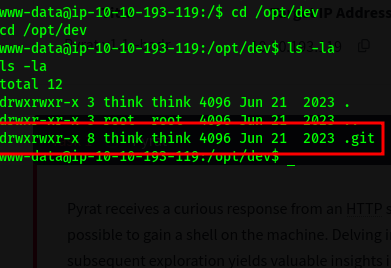 www-data@ip-10-10-193-119:/$ cd /opt/dev
cd /opt/dev
www-data@ip-10-10-193-119:/opt/dev$ ls -la
ls -la
total 12
drwxrwxr-x 3 think think 4096 Jun 21  2023 .
drwxr-xr-x 3 root  root  4096 Jun 21  2023 ..
drwxrwxr-x 8 think think 4096 Jun 21  2023 .git
www-data@ip-10-10-193-119:/opt/dev$ _
IP Address
Pyrat receives a curious response from an HTTP s
possible to gain a shell on the machine. Delving i
subsequent exploration yields valuable insights